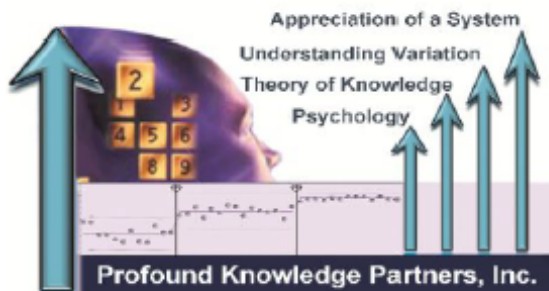 Appreciation of a System
Understanding Variation
Theory of Knowledge
Psychology
2
1 3
4 5 6
8 9
Profound Knowledge Partners, Inc.